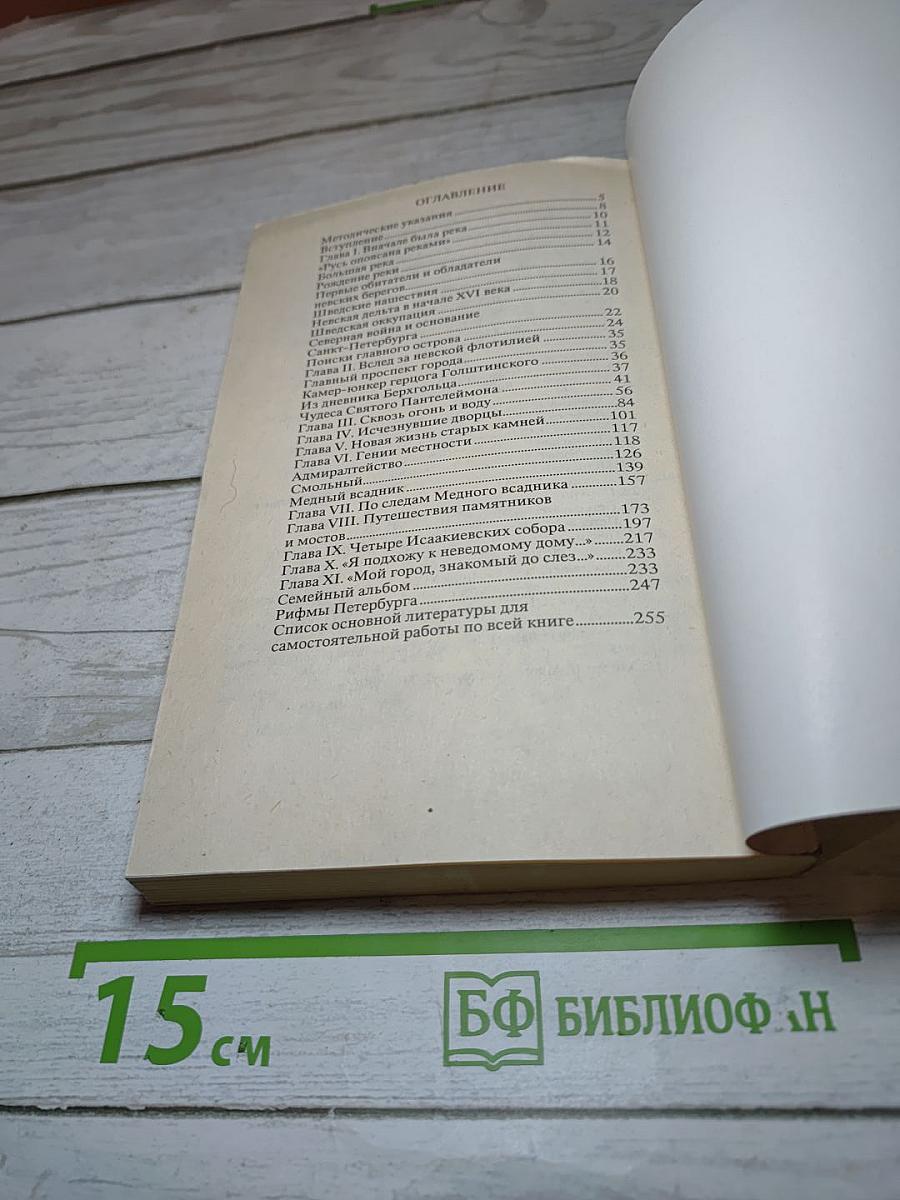 ОГЛАВЛЕНИЕ
Методические указания ... 5
Вступление ... 8
Глава I. Вначале была река ... 10
«Русь опоясана реками» ... 11
Большая река ... 12
Рождение реки ... 14
Первые обитатели и обладатели
невских берегов ... 16
Шведские нашествия ... 17
Невская дельта в начале XVI века ... 18
Шведская оккупация ... 20
Северная война и основание
Санкт-Петербурга ... 22
Поиски главного острова ... 24
Глава II. Вслед за невской флотилией ... 35
Главный проспект города ... 35
Камер-юнкер герцога Голштинского ... 36
Из дневника Берхгольца ... 37
Чудеса Святого Пантелеймона ... 41
Глава III. Сквозь огонь и воду ... 56
Глава IV. Исчезнувшие дворцы ... 84
Глава V. Новая жизнь старых камней ... 101
Глава VI. Гении местности ... 117
Адмиралтейство ... 118
Смольный ... 126
Медный всадник ... 139
Глава VII. По следам Медного всадника ... 157
Глава VIII. Путешествия памятников
и мостов ... 173
Глава IX. Четыре Исаакиевских собора ... 197
Глава X. «Я подхожу к неведомому дому...» ... 217
Глава XI. «Мой город, знакомый до слез...» ... 233
Семейный альбом ... 233
Рифмы Петербурга ... 247
Список основной литературы для
самостоятельной работы по всей книге ... 255
15 см
БФ БИБЛИОФАН